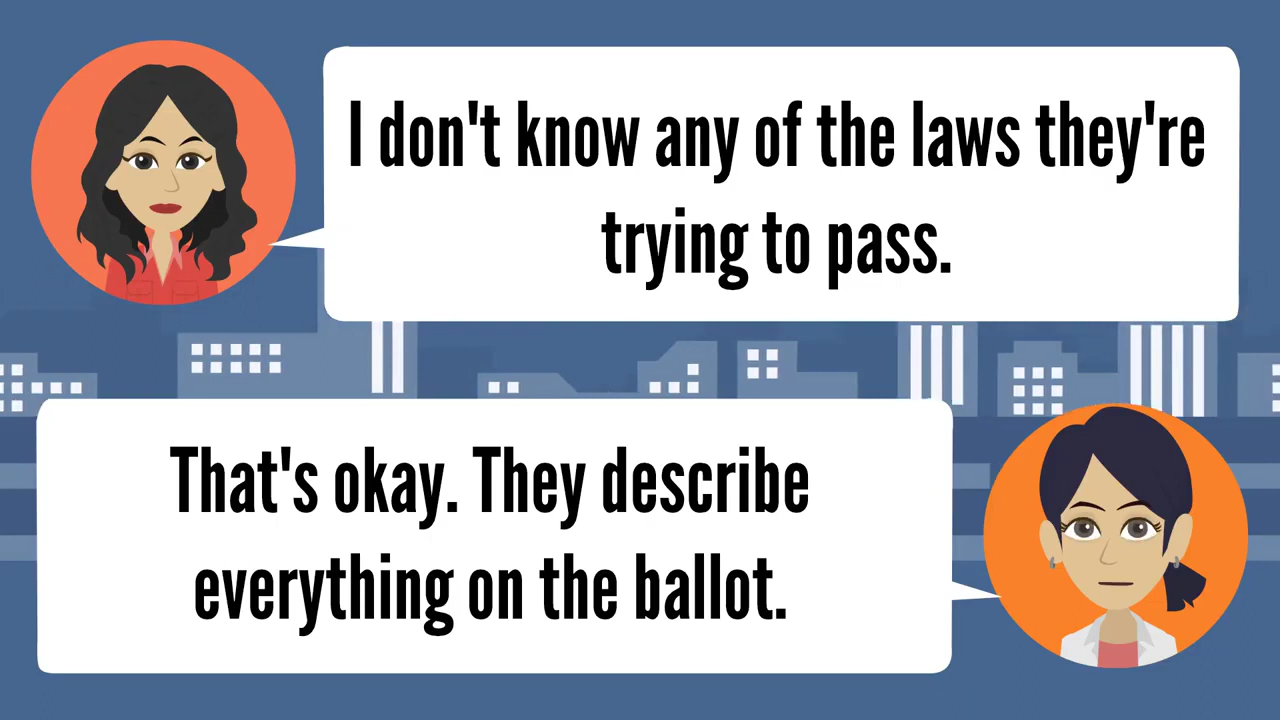 I don't know any of the laws they're
trying to pass.
That's okay. They describe
everything on the ballot.